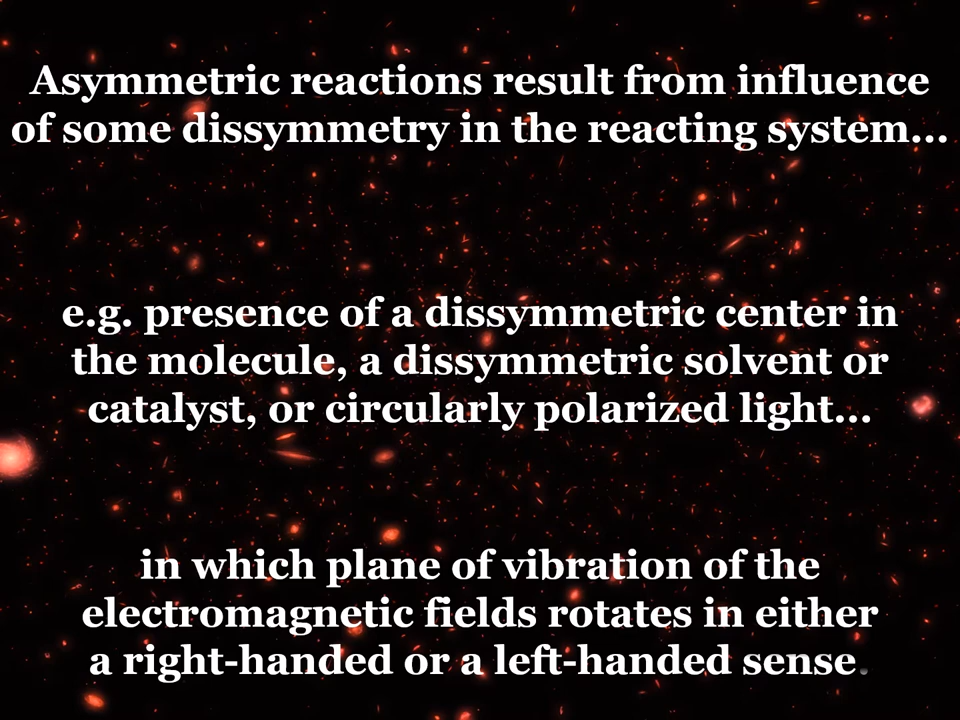 Asymmetric reactions result from influence
of some dissymmetry in the reacting system...
e.g. presence of a dissymmetric center in
the molecule, a dissymmetric solvent or
catalyst, or circularly polarized light...
in which plane of vibration of the
electromagnetic fields rotates in either
a right-handed or a left-handed sense.